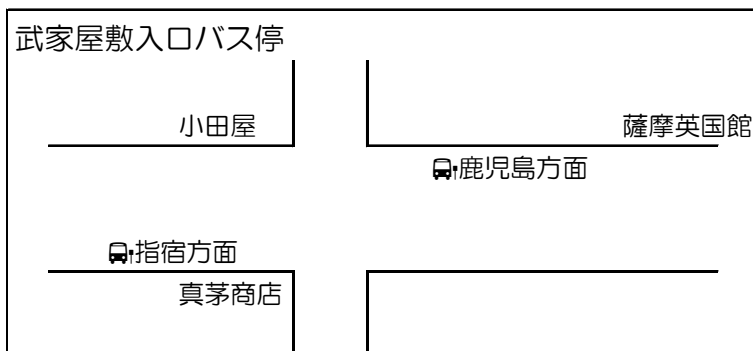 武家屋敷入口バス停
小田屋
薩摩英国館
鹿児島方面
指宿方面
真茅商店